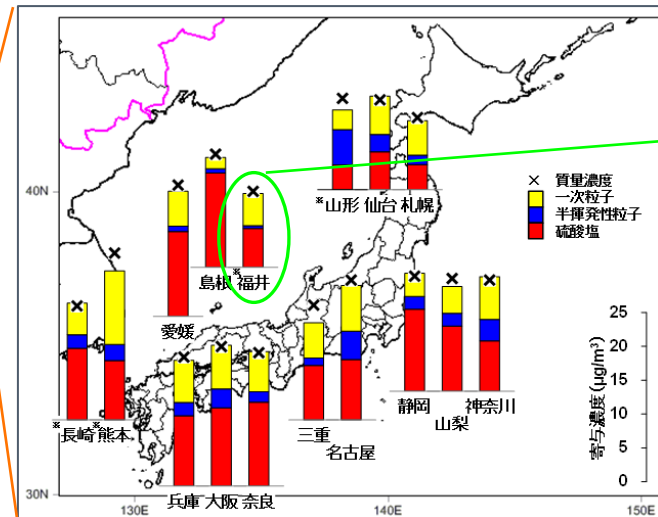 40N
30N
130E
140E
150E
※山形 仙台 札幌
× 質量濃度
一次粒子
半揮発性粒子
硫酸塩
島根 ※福井
愛媛
※長崎 ※熊本
兵庫 大阪 奈良
三重
名古屋
静岡
山梨
神奈川
寄与濃度(μg/m³)
25
20
15
10
5
0